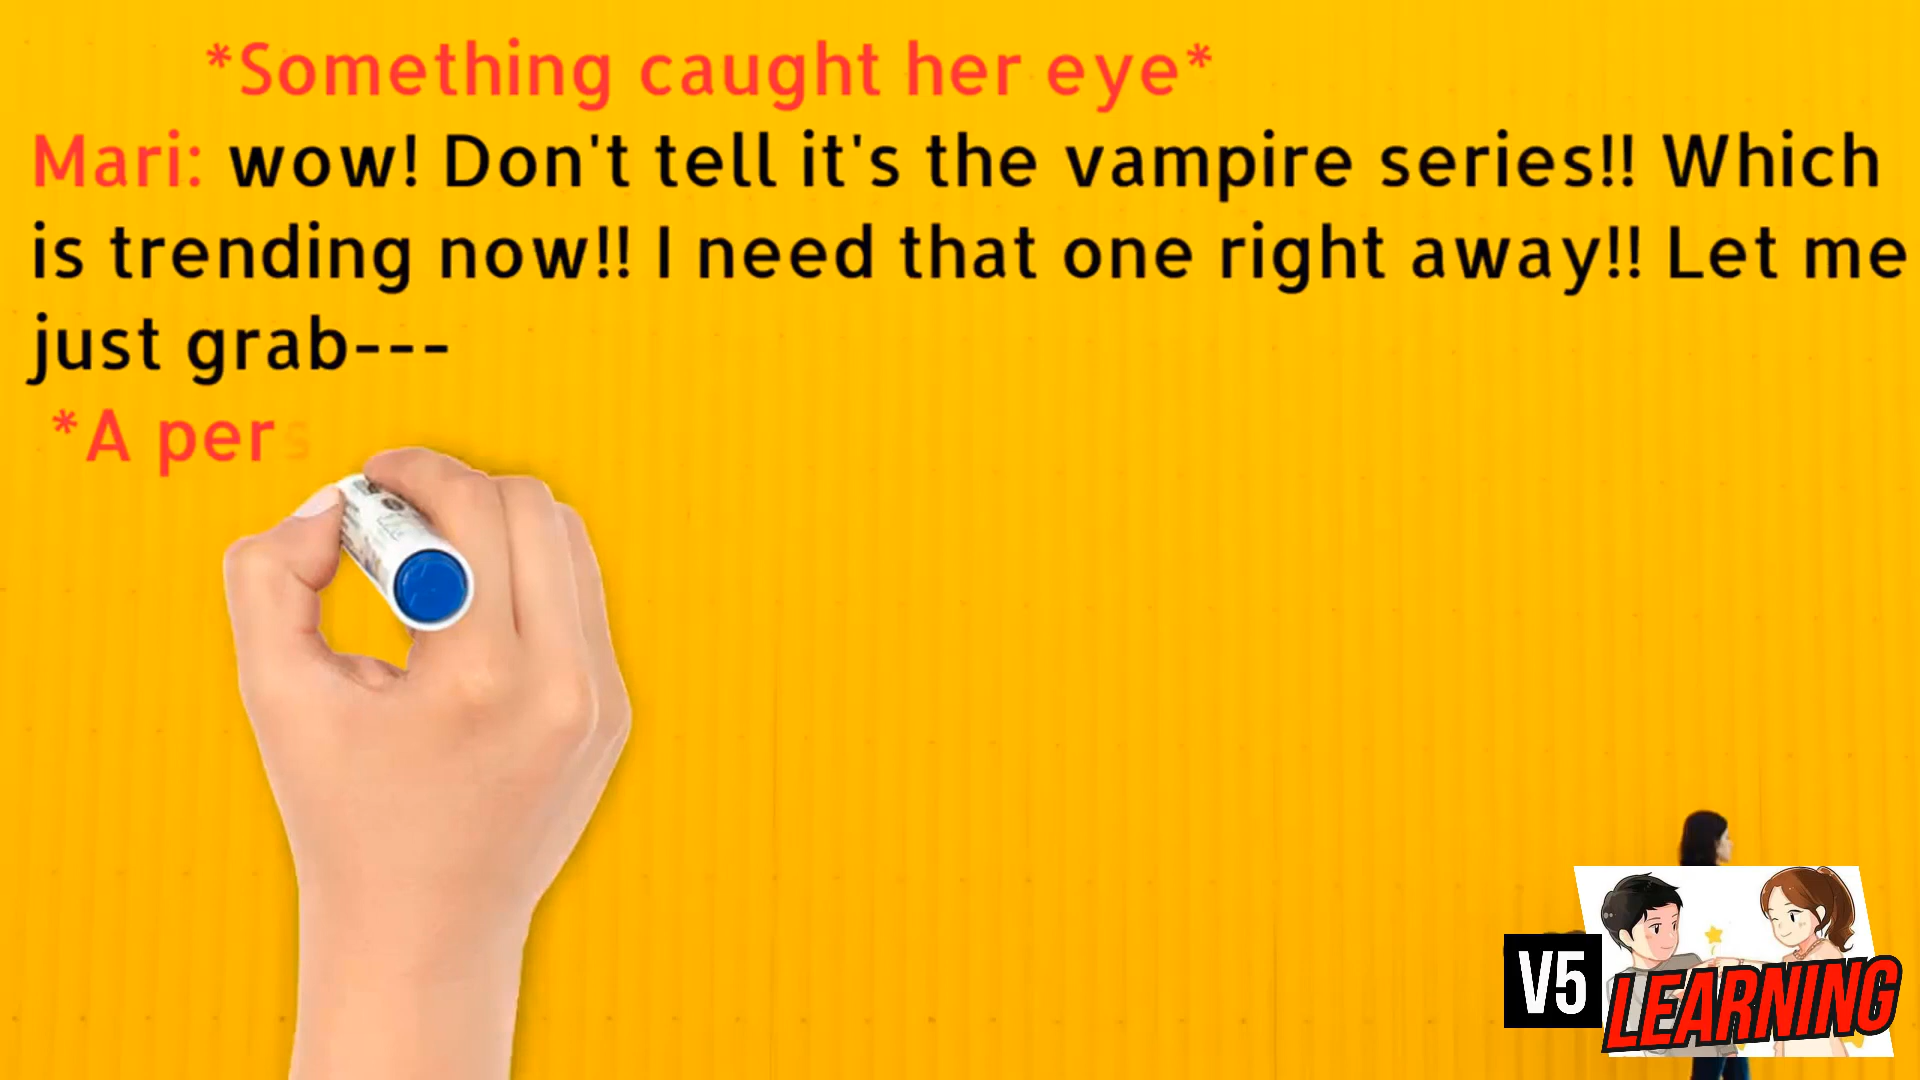 *Something caught her eye*
Mari: wow! Don't tell it's the vampire series!! Which
is trending now!! I need that one right away!! Let me
just grab---
*A pers
V5
LEARNING